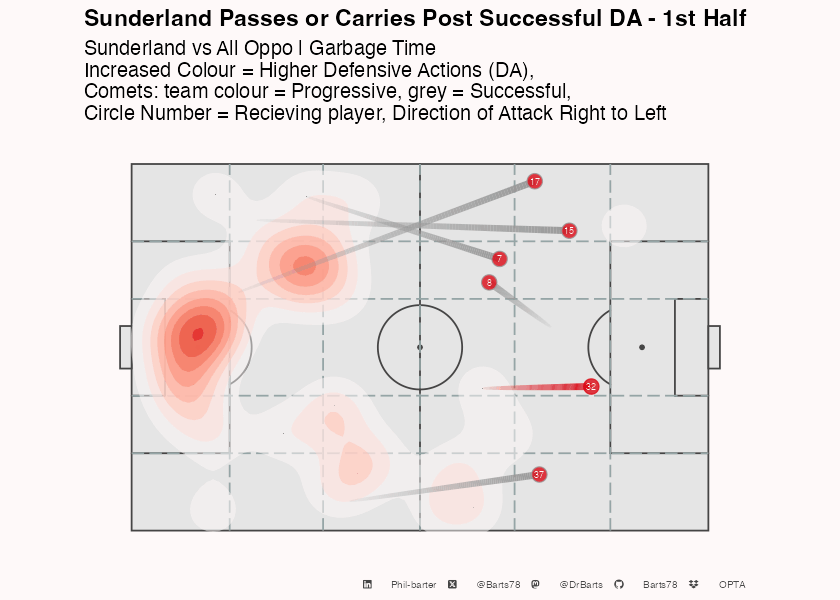 Sunderland Passes or Carries Post Successful DA - 1st Half
Sunderland vs All Oppo | Garbage Time
Increased Colour = Higher Defensive Actions (DA),
Comets: team colour = Progressive, grey = Successful,
Circle Number = Recieving player, Direction of Attack Right to Left
17
15
7
8
32
37
Phil-barter @Barts78 @DrBarts Barts78 OPTA